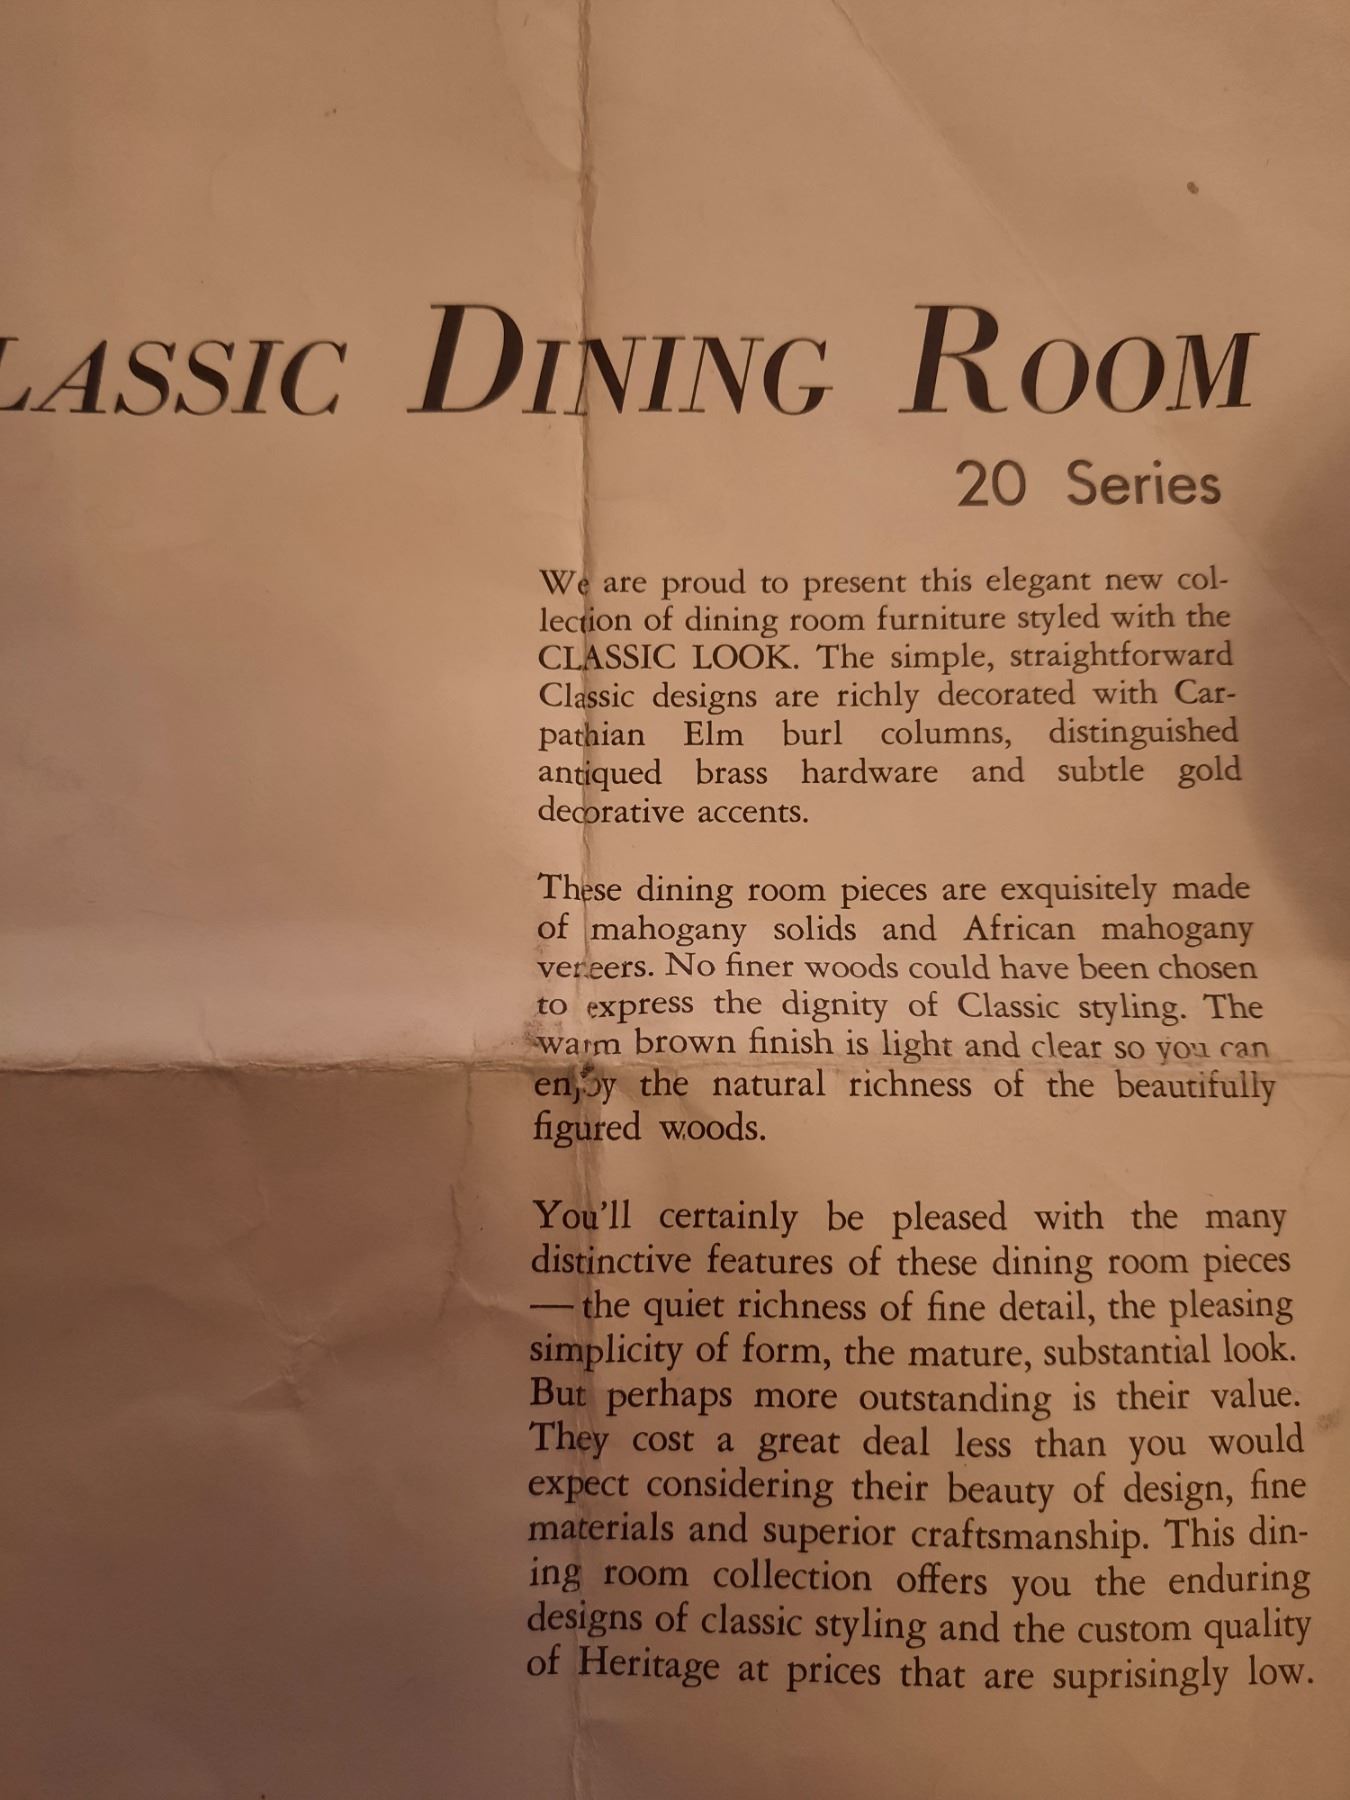 LASSIC DINING ROOM
20 Series
We are proud to present this elegant new col-
lection of dining room furniture styled with the
CLASSIC LOOK. The simple, straightforward
Classic designs are richly decorated with Car-
pathian Elm burl columns, distinguished
antiqued brass hardware and subtle gold
decorative accents.
These dining room pieces are exquisitely made
of mahogany solids and African mahogany
veneers. No finer woods could have been chosen
to express the dignity of Classic styling. The
warm brown finish is light and clear so you can
enjoy the natural richness of the beautifully
figured woods.
You'll certainly be pleased with the many
distinctive features of these dining room pieces
— the quiet richness of fine detail, the pleasing
simplicity of form, the mature, substantial look.
But perhaps more outstanding is their value.
They cost a great deal less than you would
expect considering their beauty of design, fine
materials and superior craftsmanship. This din-
ing room collection offers you the enduring
designs of classic styling and the custom quality
of Heritage at prices that are suprisingly low.